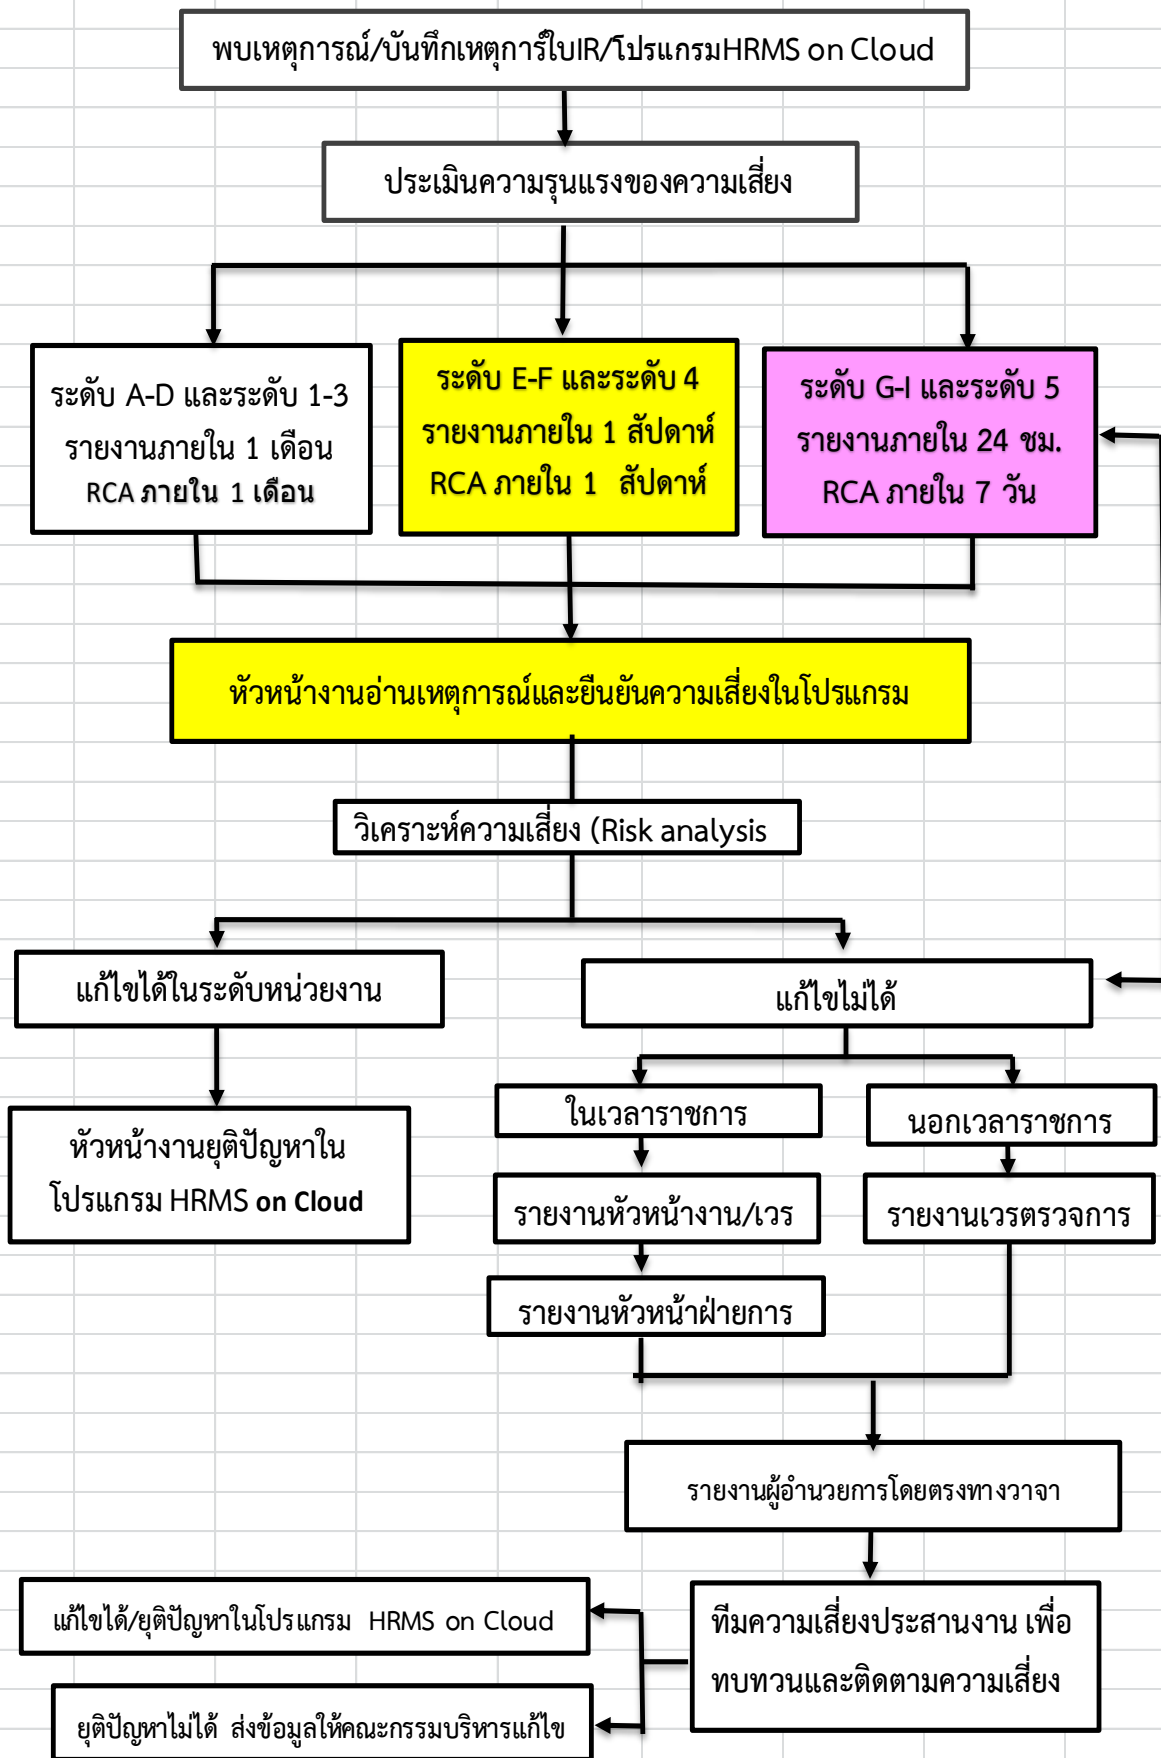 พบเหตุการณ์/บันทึกเหตุการ์ใบIR/โปรแกรมHRMS on Cloud
ประเมินความรุนแรงของความเสี่ยง
ระดับ A-D และระดับ 1-3
รายงานภายใน 1 เดือน
RCA ภายใน 1 เดือน
ระดับ E-F และระดับ 4
รายงานภายใน 1 สัปดาห์
RCA ภายใน 1 สัปดาห์
ระดับ G-I และระดับ 5
รายงานภายใน 24 ชม.
RCA ภายใน 7 วัน
หัวหน้างานอ่านเหตุการณ์และยืนยันความเสี่ยงในโปรแกรม
วิเคราะห์ความเสี่ยง (Risk analysis
แก้ไขได้ในระดับหน่วยงาน
แก้ไขไม่ได้
หัวหน้างานยุติปัญหาใน
โปรแกรม HRMS on Cloud
ในเวลาราชการ
นอกเวลาราชการ
รายงานหัวหน้างาน/เวร
รายงานเวรตรวจการ
รายงานหัวหน้าฝ่ายการ
รายงานผู้อำนวยการโดยตรงทางวาจา
ทีมความเสี่ยงประสานงาน เพื่อ
ทบทวนและติดตามความเสี่ยง
แก้ไขได้/ยุติปัญหาในโปรแกรม HRMS on Cloud
ยุติปัญหาไม่ได้ ส่งข้อมูลให้คณะกรรมบริหารแก้ไข